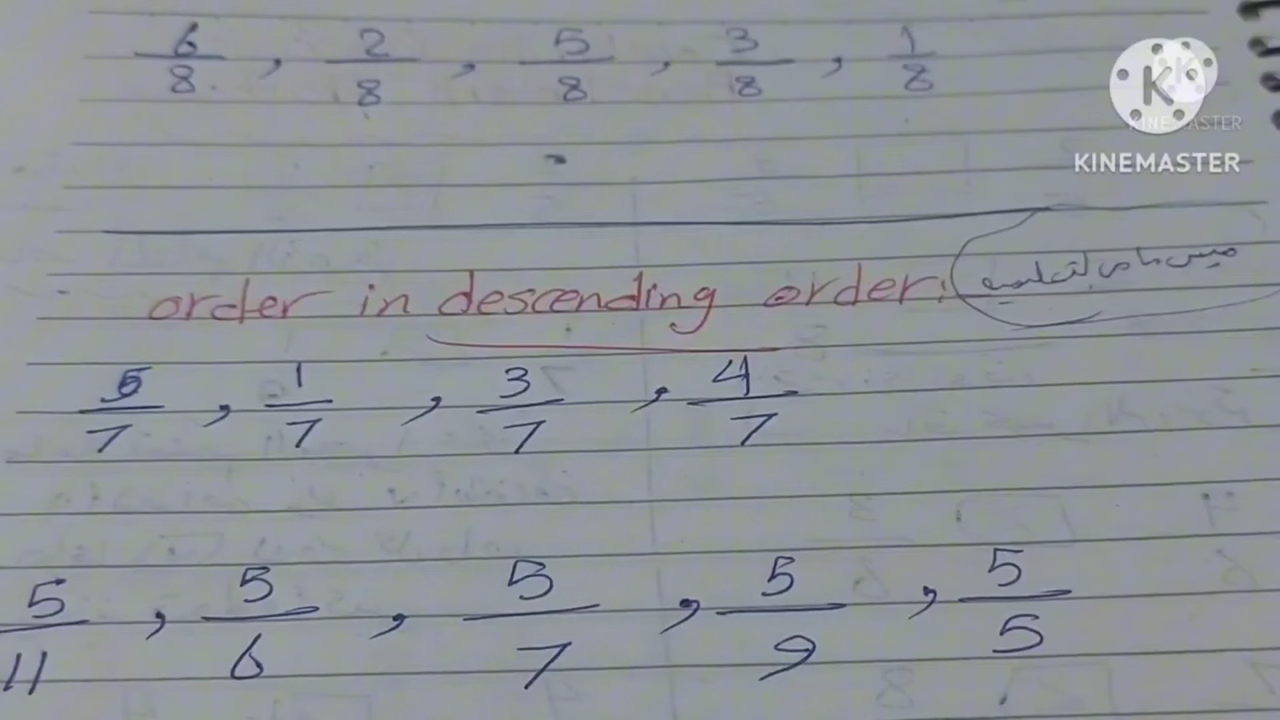 6/8 , 2/8 , 5/8 , 3/8 , 1/8
KINEMASTER
KINEMASTER
order in descending order:
5/7 , 1/7 , 3/7 , 4/7
5/11 , 5/6 , 5/7 , 5/9 , 5/5